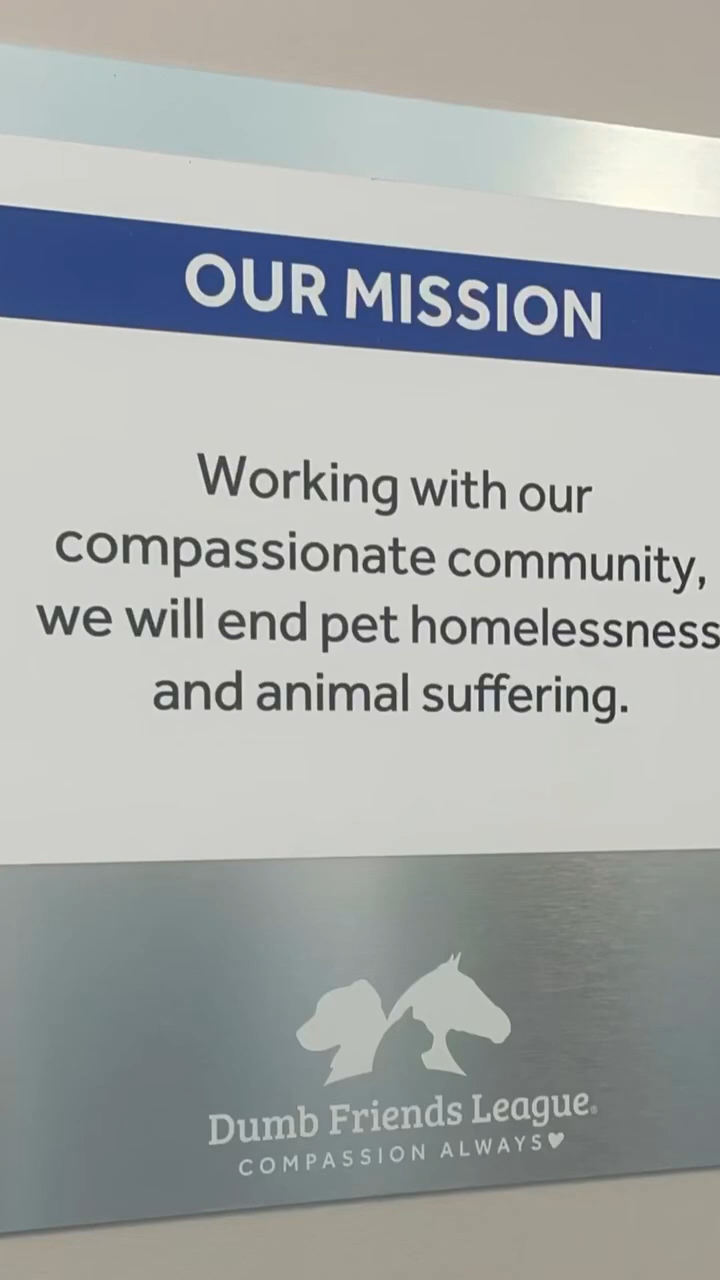 OUR MISSION
Working with our
compassionate community,
we will end pet homelessness
and animal suffering.
Dumb Friends League®
COMPASSION ALWAYS♥